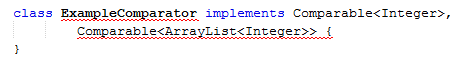 class ExampleComparator implements Comparable<Integer>,
Comparable<ArrayList<Integer>> {
}